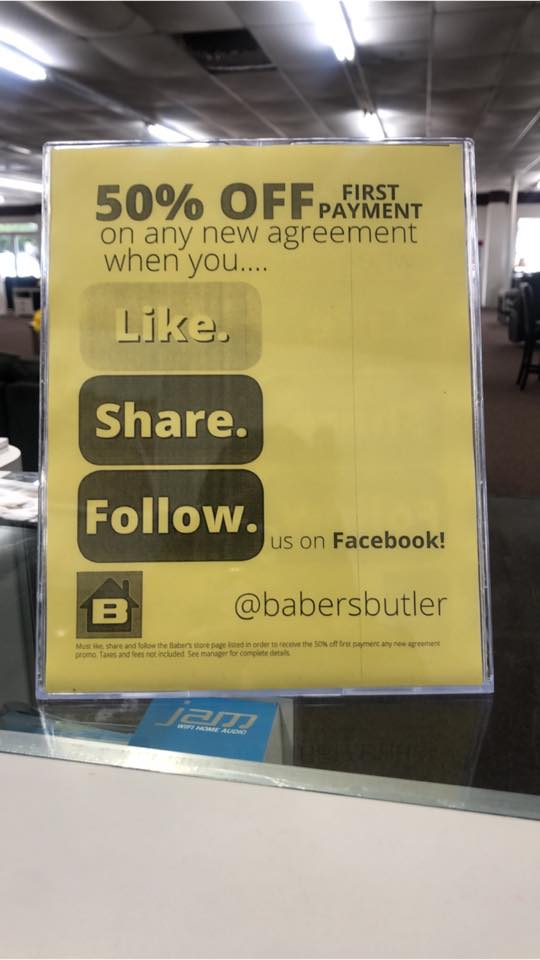 50% OFF FIRST PAYMENT
on any new agreement
when you....
Like.
Share.
Follow. us on Facebook!
B
@babersbutler
Must like, share and follow the Baber's store page listed in order to receive the 50% off first payment any new agreement
promo. Taxes and fees not included. See manager for complete details.
jam
WIFI HOME AUDIO